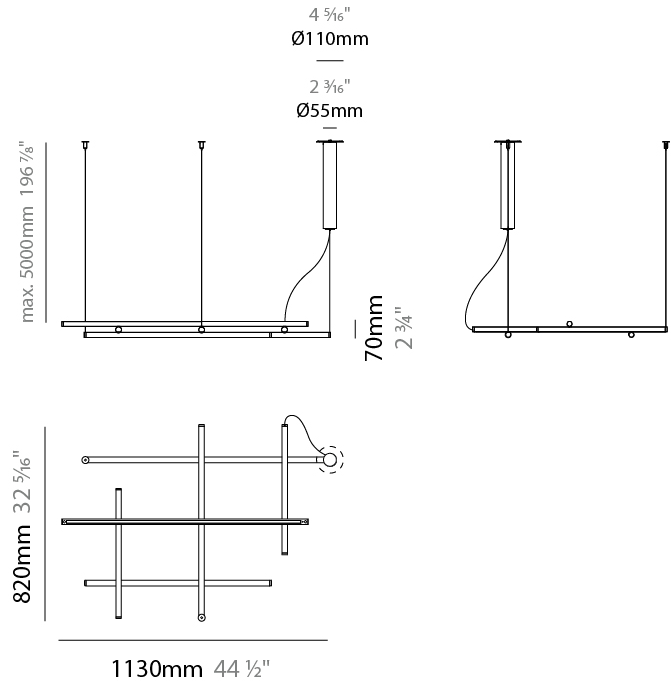 4 5⁄16"
Ø110mm
2 3⁄16"
Ø55mm
max. 5000mm 196 7⁄8"
70mm
2 3⁄4"
820mm 32 5⁄16"
1130mm 44 1⁄2"